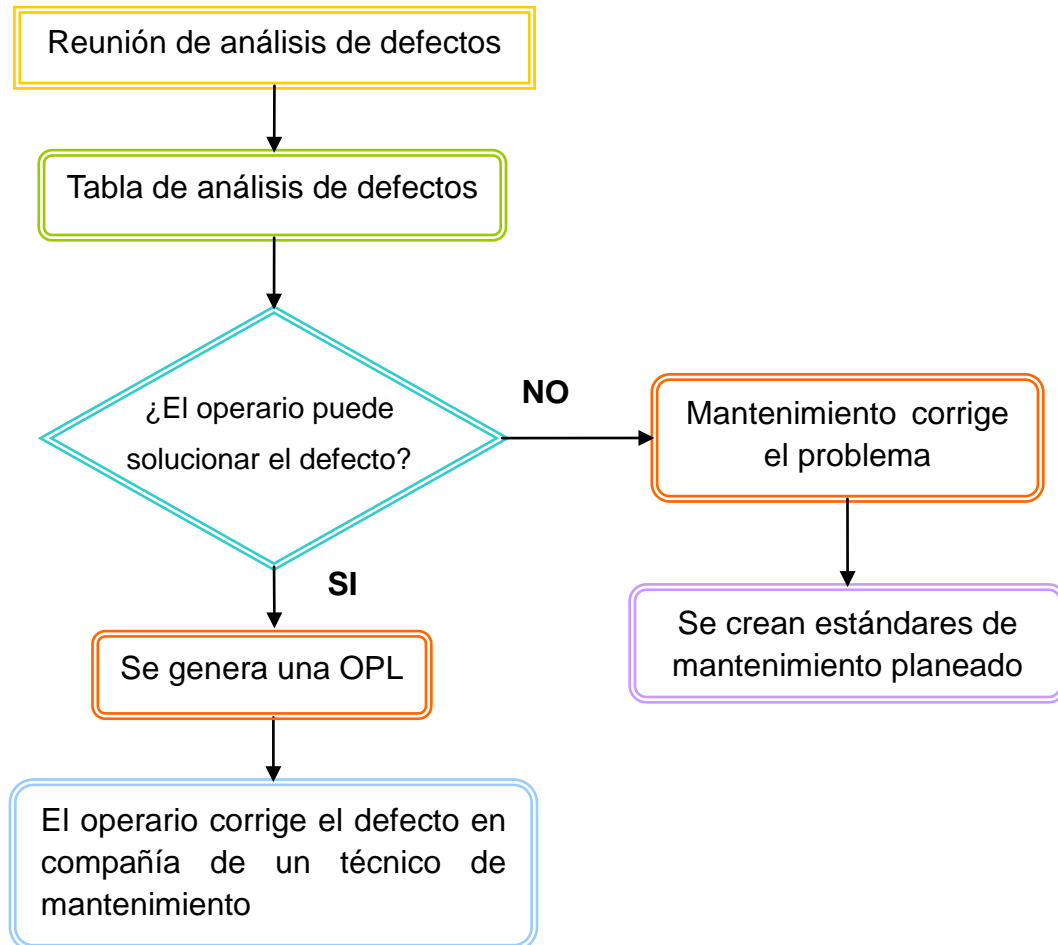 Reunión de análisis de defectos
Tabla de análisis de defectos
¿El operario puede
solucionar el defecto?
NO
Mantenimiento corrige
el problema
SI
Se crean estándares de
mantenimiento planeado
Se genera una OPL
El operario corrige el defecto en
compañía de un técnico de
mantenimiento